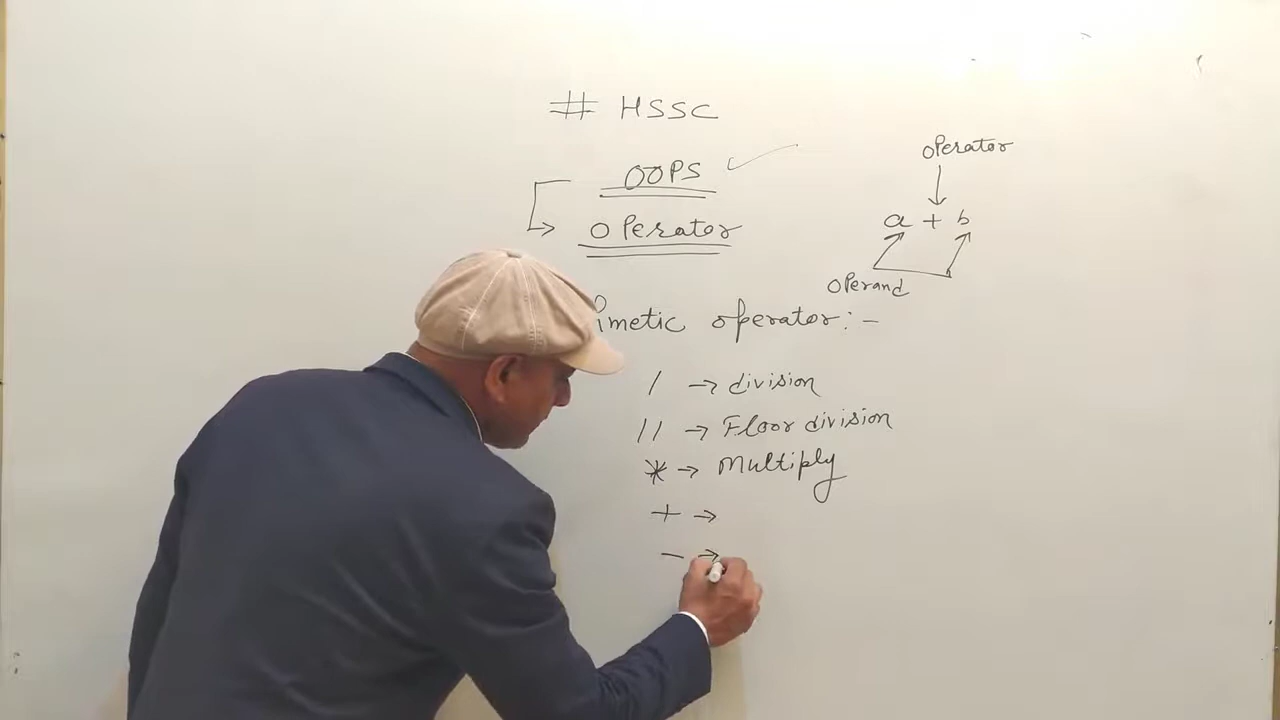 # HSSC
OOPS
operator
operator
a + b
operand
imetic operator:-
/ → division
// → Floor division
* → Multiply
+ →
- →